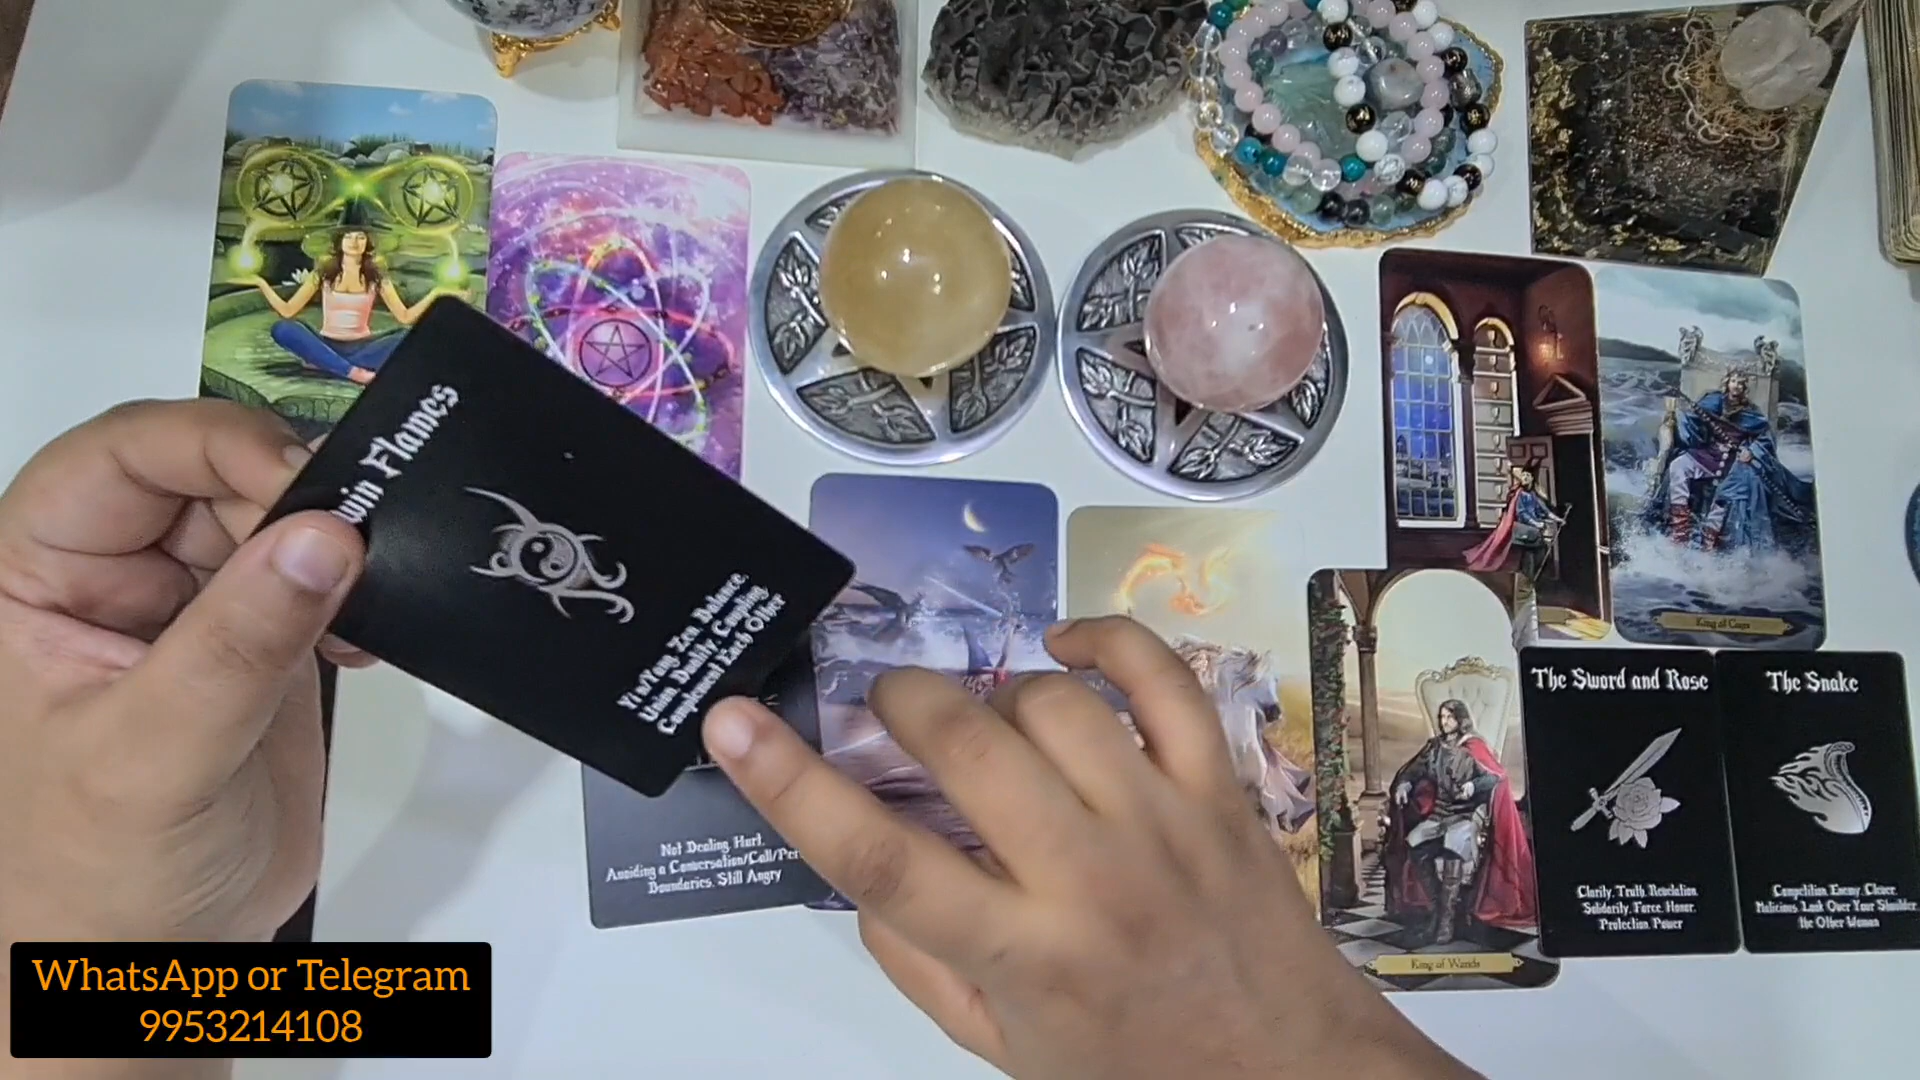 win Flames
Yin/Yang, Zen, Balance,
Union, Duality, Coupling,
Complement Each Other
Not Dealing, Hurt,
Avoiding a Conversation/Call/Per
Boundaries, Still Angry
King of Cups
King of Wands
The Sword and Rose
Clarity, Truth, Revelation,
Solidarity, Force, Honor,
Protection, Power
The Snake
Competition, Enemy, Clever,
Malicious, Look Over Your Shoulder,
the Other Woman
WhatsApp or Telegram
9953214108